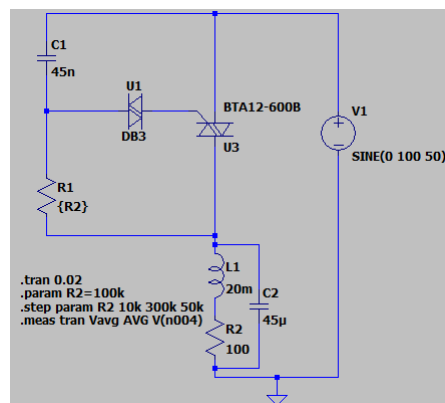 C1
45n
U1
DB3
BTA12-600B
U3
V1
SINE(0 100 50)
R1
{R2}
.tran 0.02
.param R2=100k
.step param R2 10k 300k 50k
.meas tran Vavg AVG V(n004)
L1
20m
C2
45µ
R2
100